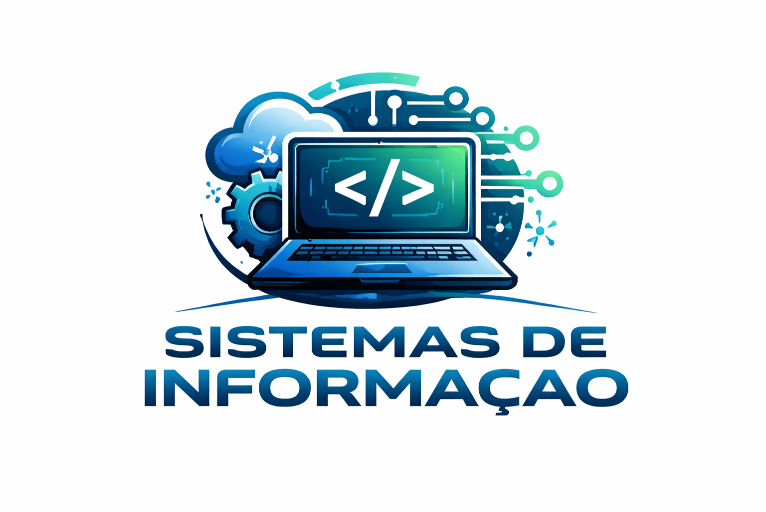 </>
SISTEMAS DE
INFORMAÇAO